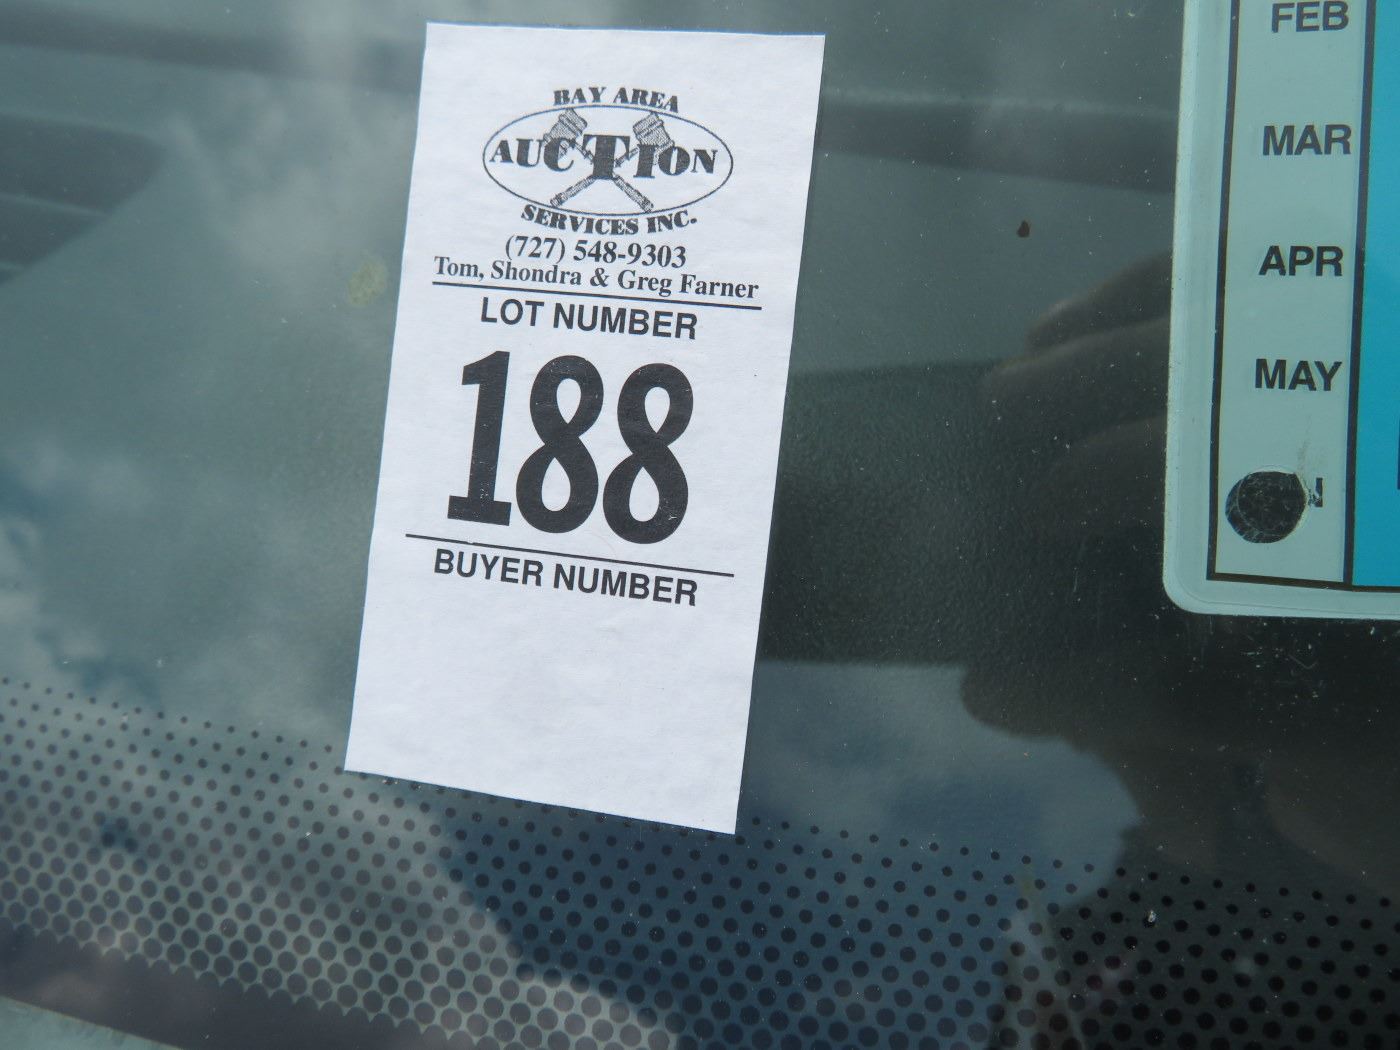 BAY AREA
AUCTION
SERVICES INC.
(727) 548-9303
Tom, Shondra & Greg Farner
LOT NUMBER
188
BUYER NUMBER
FEB
MAR
APR
MAY